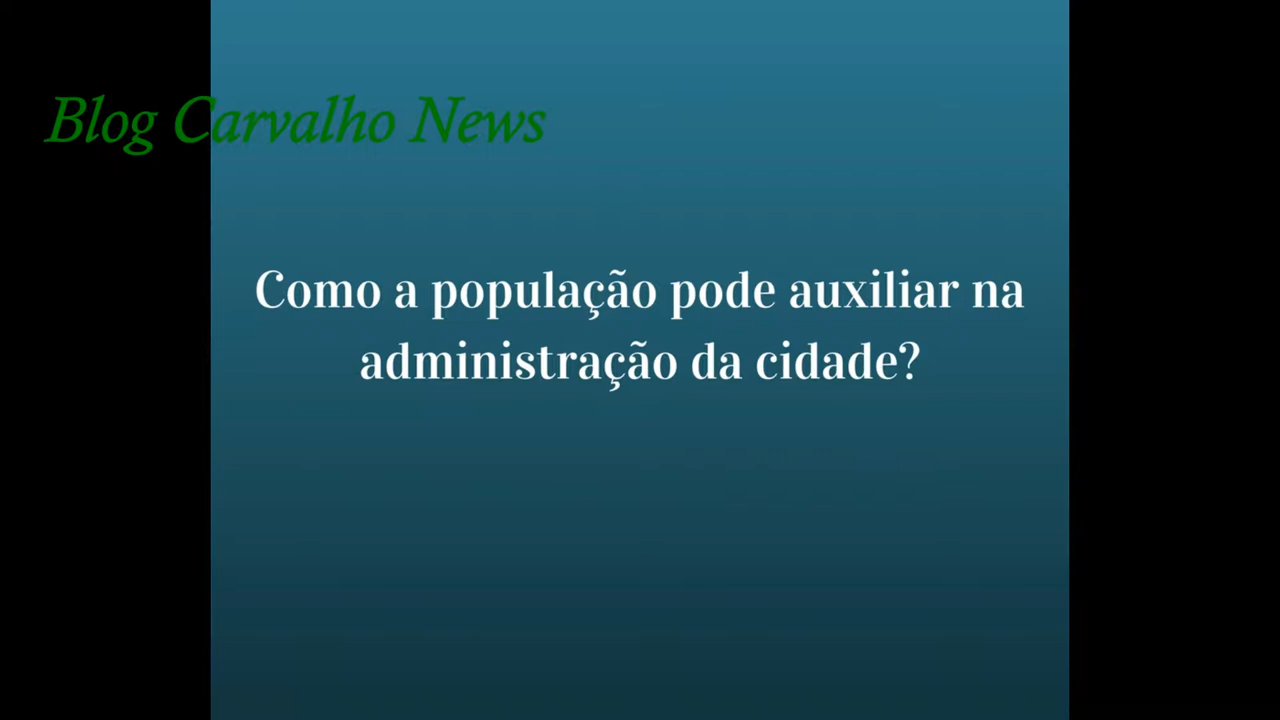 Blog Carvalho News
Como a população pode auxiliar na
administração da cidade?